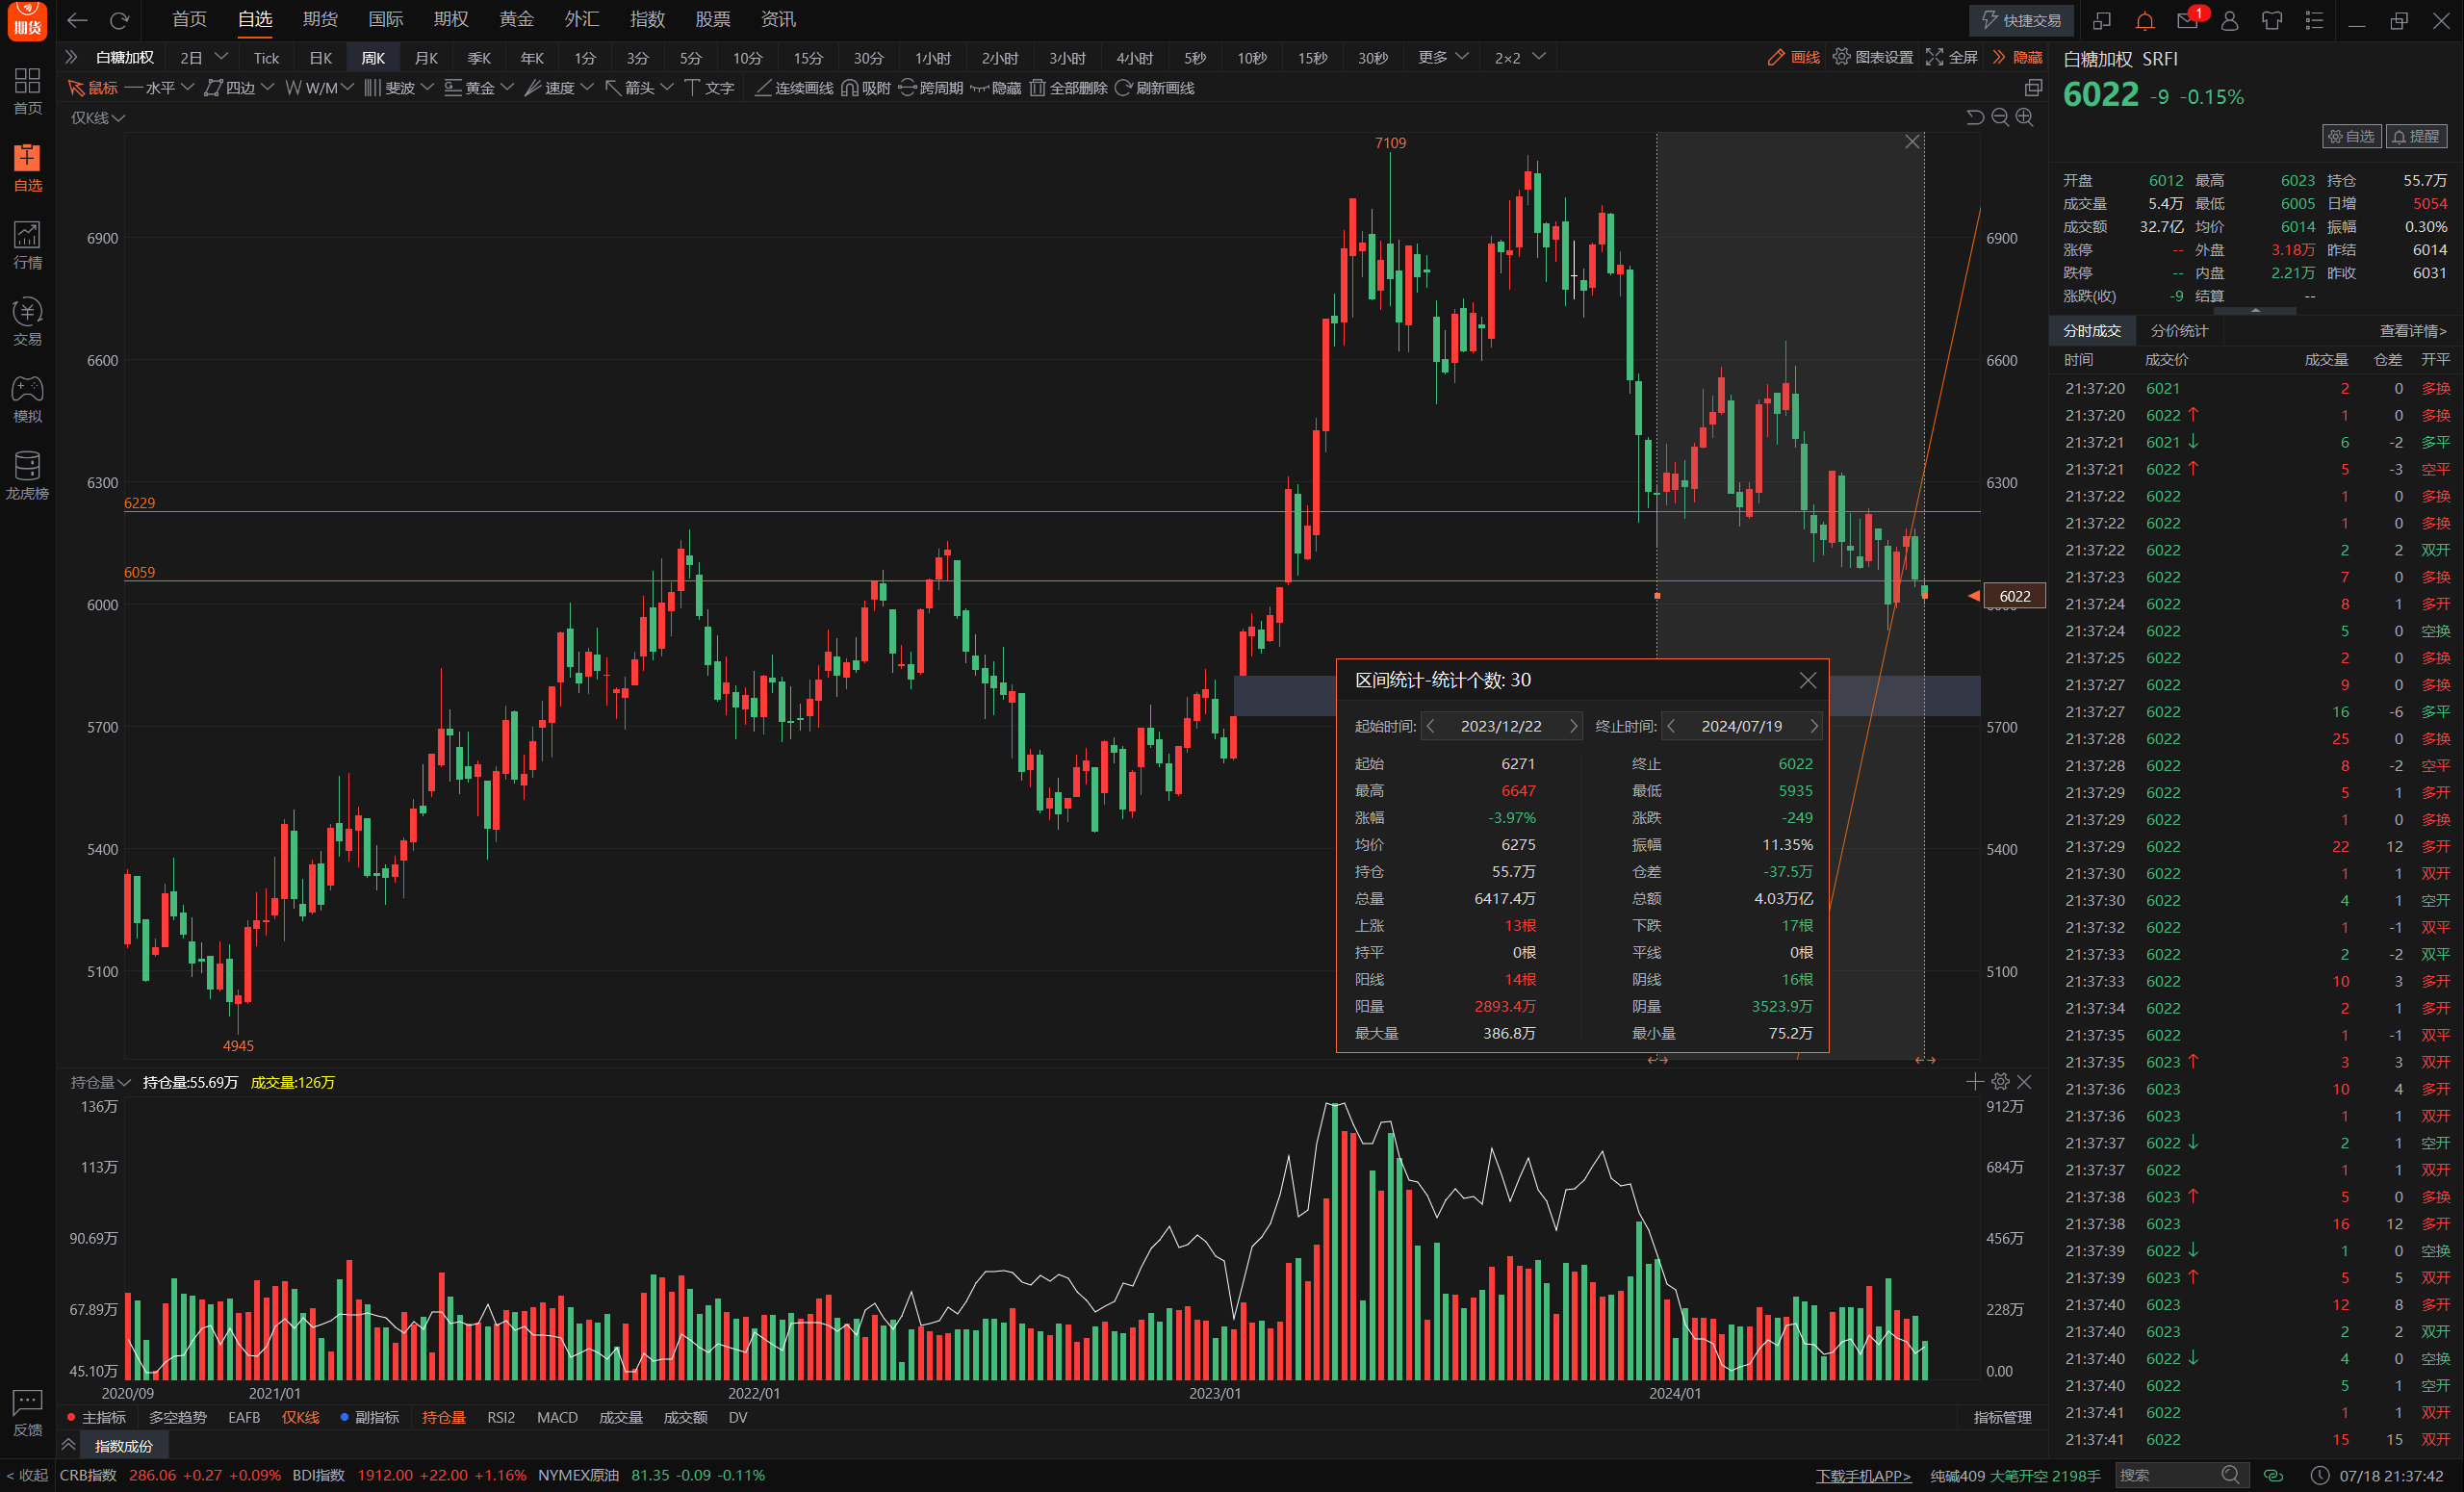 期货 首页 自选 期货 国际 期权 黄金 外汇 指数 股票 资讯 快捷交易 1
白糖加权 2日 Tick 日K 周K 月K 季K 年K 1分 3分 5分 10分 15分 30分 1小时 2小时 3小时 4小时 5秒 10秒 15秒 30秒 更多 2×2 画线 图表设置 全屏 隐藏
鼠标 水平 四边 W/M 斐波 黄金 速度 箭头 文字 连续画线 吸附 跨周期 隐藏 全部删除 刷新画线
仅K线
首页
自选
行情
交易
模拟
龙虎榜
反馈
< 收起
7109
6900 6900
6600 6600
6300 6300
6229
6059
6000 6022
5700 5700
5400 5400
5100 5100
4945
区间统计-统计个数: 30
起始时间: 2023/12/22 终止时间: 2024/07/19
起始 6271 终止 6022
最高 6647 最低 5935
涨幅 -3.97% 涨跌 -249
均价 6275 振幅 11.35%
持仓 55.7万 仓差 -37.5万
总量 6417.4万 总额 4.03万亿
上涨 13根 下跌 17根
持平 0根 平线 0根
阳线 14根 阴线 16根
阳量 2893.4万 阴量 3523.9万
最大量 386.8万 最小量 75.2万
持仓量 持仓量:55.69万 成交量:126万
136万 912万
113万 684万
90.69万 456万
67.89万 228万
45.10万 0.00
2020/09 2021/01 2022/01 2023/01 2024/01
主指标 多空趋势 EAFB 仅K线 副指标 持仓量 RSI2 MACD 成交量 成交额 DV 指标管理
指数成份
CRB指数 286.06 +0.27 +0.09% BDI指数 1912.00 +22.00 +1.16% NYMEX原油 81.35 -0.09 -0.11% 下载手机APP> 纯碱409 大笔开空 2198手 搜索 07/18 21:37:42
白糖加权 SRFI
6022 -9 -0.15%
自选 提醒
开盘 6012 最高 6023 持仓 55.7万
成交量 5.4万 最低 6005 日增 5054
成交额 32.7亿 均价 6014 振幅 0.30%
涨停 -- 外盘 3.18万 昨结 6014
跌停 -- 内盘 2.21万 昨收 6031
涨跌(收) -9 结算 --
分时成交 分价统计 查看详情>
时间 成交价 成交量 仓差 开平
21:37:20 6021 2 0 多换
21:37:20 6022 ↑ 1 0 多换
21:37:21 6021 ↓ 6 -2 多平
21:37:21 6022 ↑ 5 -3 空平
21:37:22 6022 1 0 多换
21:37:22 6022 1 0 多换
21:37:22 6022 2 2 双开
21:37:23 6022 7 0 多换
21:37:24 6022 8 1 多开
21:37:24 6022 5 0 空换
21:37:25 6022 2 0 多换
21:37:27 6022 9 0 多换
21:37:27 6022 16 -6 多平
21:37:28 6022 25 0 多换
21:37:28 6022 8 -2 空平
21:37:29 6022 5 1 多开
21:37:29 6022 1 0 多换
21:37:29 6022 22 12 多开
21:37:30 6022 1 1 双开
21:37:30 6022 4 1 空开
21:37:32 6022 1 -1 双平
21:37:33 6022 2 -2 双平
21:37:33 6022 10 3 多开
21:37:34 6022 2 1 多开
21:37:35 6022 1 -1 双平
21:37:35 6023 ↑ 3 3 双开
21:37:36 6023 10 4 多开
21:37:36 6023 1 1 双开
21:37:37 6022 ↓ 2 1 空开
21:37:37 6022 1 1 双开
21:37:38 6023 ↑ 5 0 多换
21:37:38 6023 16 12 多开
21:37:39 6022 ↓ 1 0 空换
21:37:39 6023 ↑ 5 5 双开
21:37:40 6023 12 8 多开
21:37:40 6023 2 2 双开
21:37:40 6022 ↓ 4 0 空换
21:37:40 6022 5 1 空开
21:37:41 6022 1 1 双开
21:37:41 6022 15 15 双开